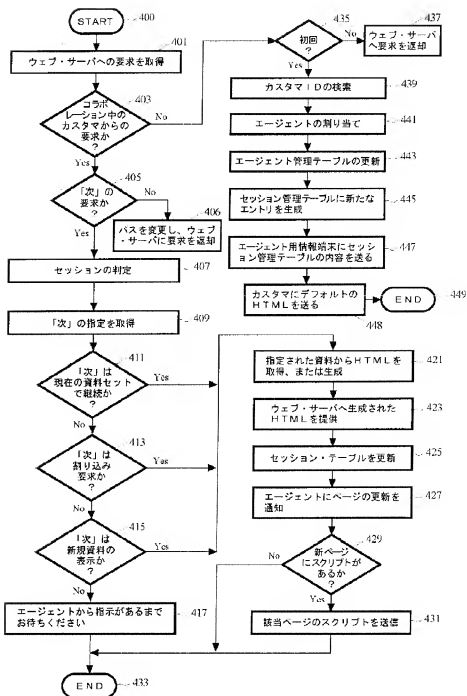 START
400
401
ウェブ・サーバへの要求を取得
403
コラボ
レーション中の
カスタマからの
要求か
?
No
Yes
405
「次」の
要求か
?
No
Yes
406
パスを変更し、ウェブ
・サーバに要求を返却
セッションの判定
407
「次」の指定を取得
409
411
「次」は
現在の資料セット
で継続か
?
Yes
No
413
「次」は
割り込み
要求か
?
Yes
No
415
「次」は
新規資料の
表示か
?
Yes
No
エージェントから指示があるまで
お待ちください
417
END
433
435
初回
?
No
Yes
437
ウェブ・サーバ
へ要求を返却
カスタマIDの検索
439
エージェントの割り当て
441
エージェント管理テーブルの更新
443
セッション管理テーブルに新たな
エントリを生成
445
エージェント用情報端末にセッシ
ョン管理テーブルの内容を送る
447
カスタマにデフォルトの
HTMLを送る
448
END
449
指定された資料からHTMLを
取得、または生成
421
ウェブ・サーバへ生成された
HTMLを提供
423
セッション・テーブルを更新
425
エージェントにページの更新を
通知
427
429
新ページ
にスクリプトが
あるか
?
No
Yes
該当ページのスクリプトを送信
431